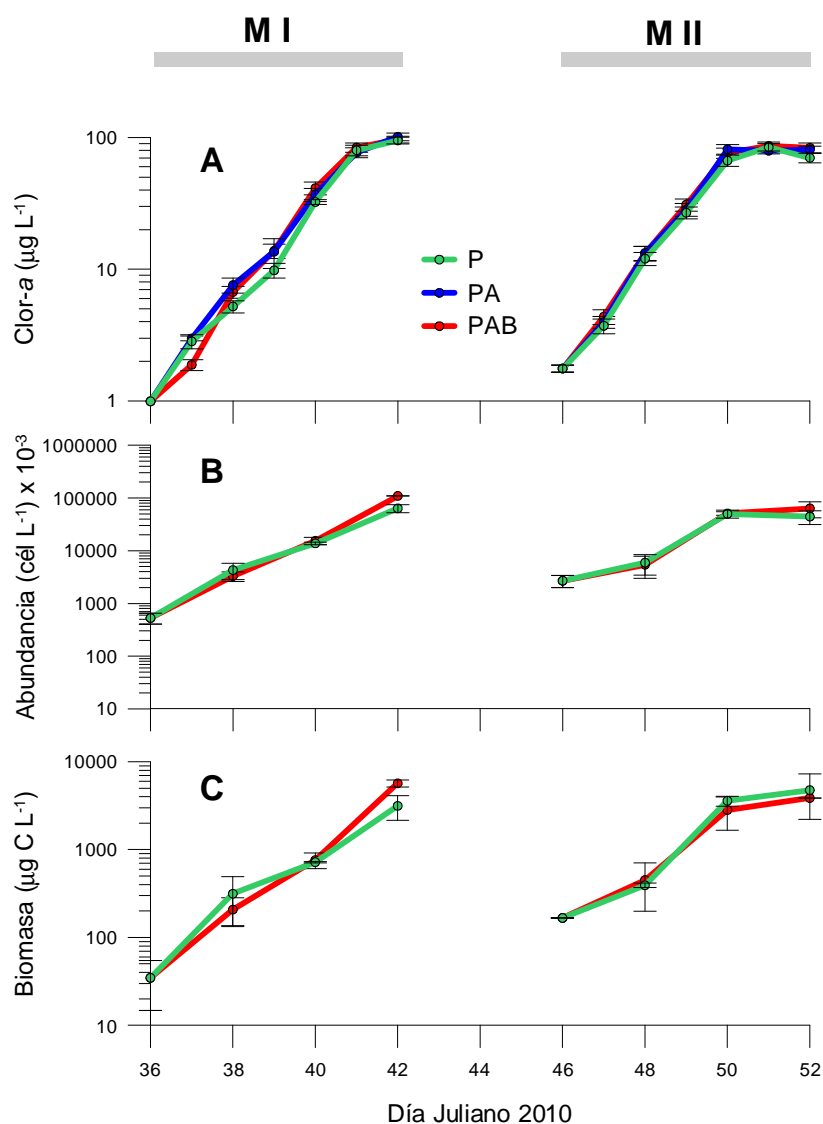 M I
M II
A
Clor-a (µg L-1)
100
10
1
P
PA
PAB
B
Abundancia (cél L-1) x 10-3
1000000
100000
10000
1000
100
10
C
Biomasa (µg C L-1)
10000
1000
100
10
36 38 40 42 44 46 48 50 52
Día Juliano 2010